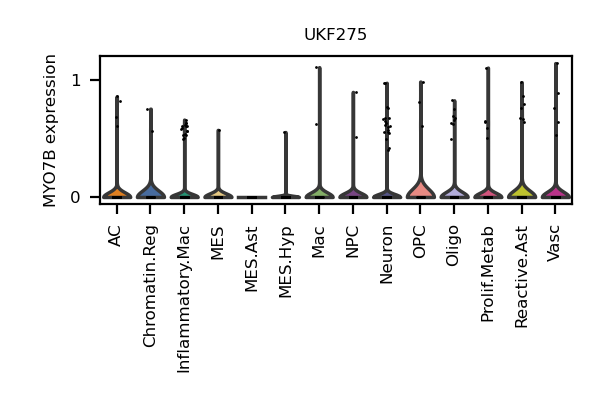 UKF275
MYO7B expression
1
0
AC
Chromatin.Reg
Inflammatory.Mac
MES
MES.Ast
MES.Hyp
Mac
NPC
Neuron
OPC
Oligo
Prolif.Metab
Reactive.Ast
Vasc